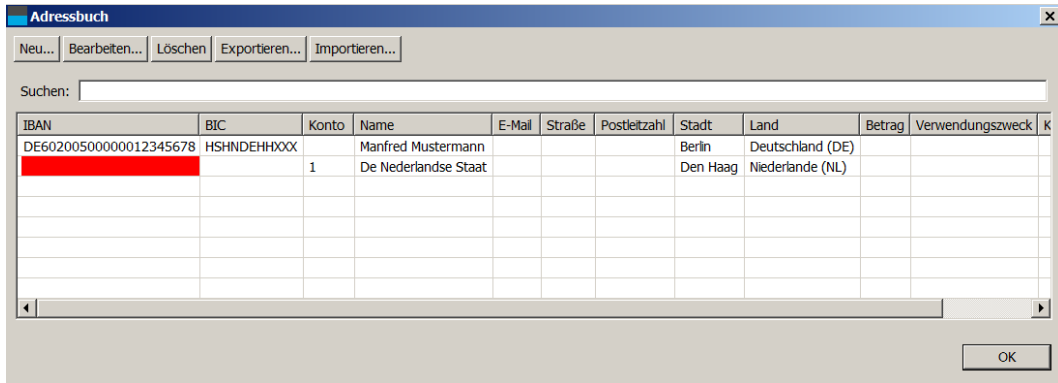 Adressbuch
Neu... Bearbeiten... Löschen Exportieren... Importieren...
Suchen:
IBAN BIC Konto Name E-Mail Straße Postleitzahl Stadt Land Betrag Verwendungszweck K
DE60200500000012345678 HSHNDEHHXXX Manfred Mustermann Berlin Deutschland (DE)
1 De Nederlandse Staat Den Haag Niederlande (NL)
OK